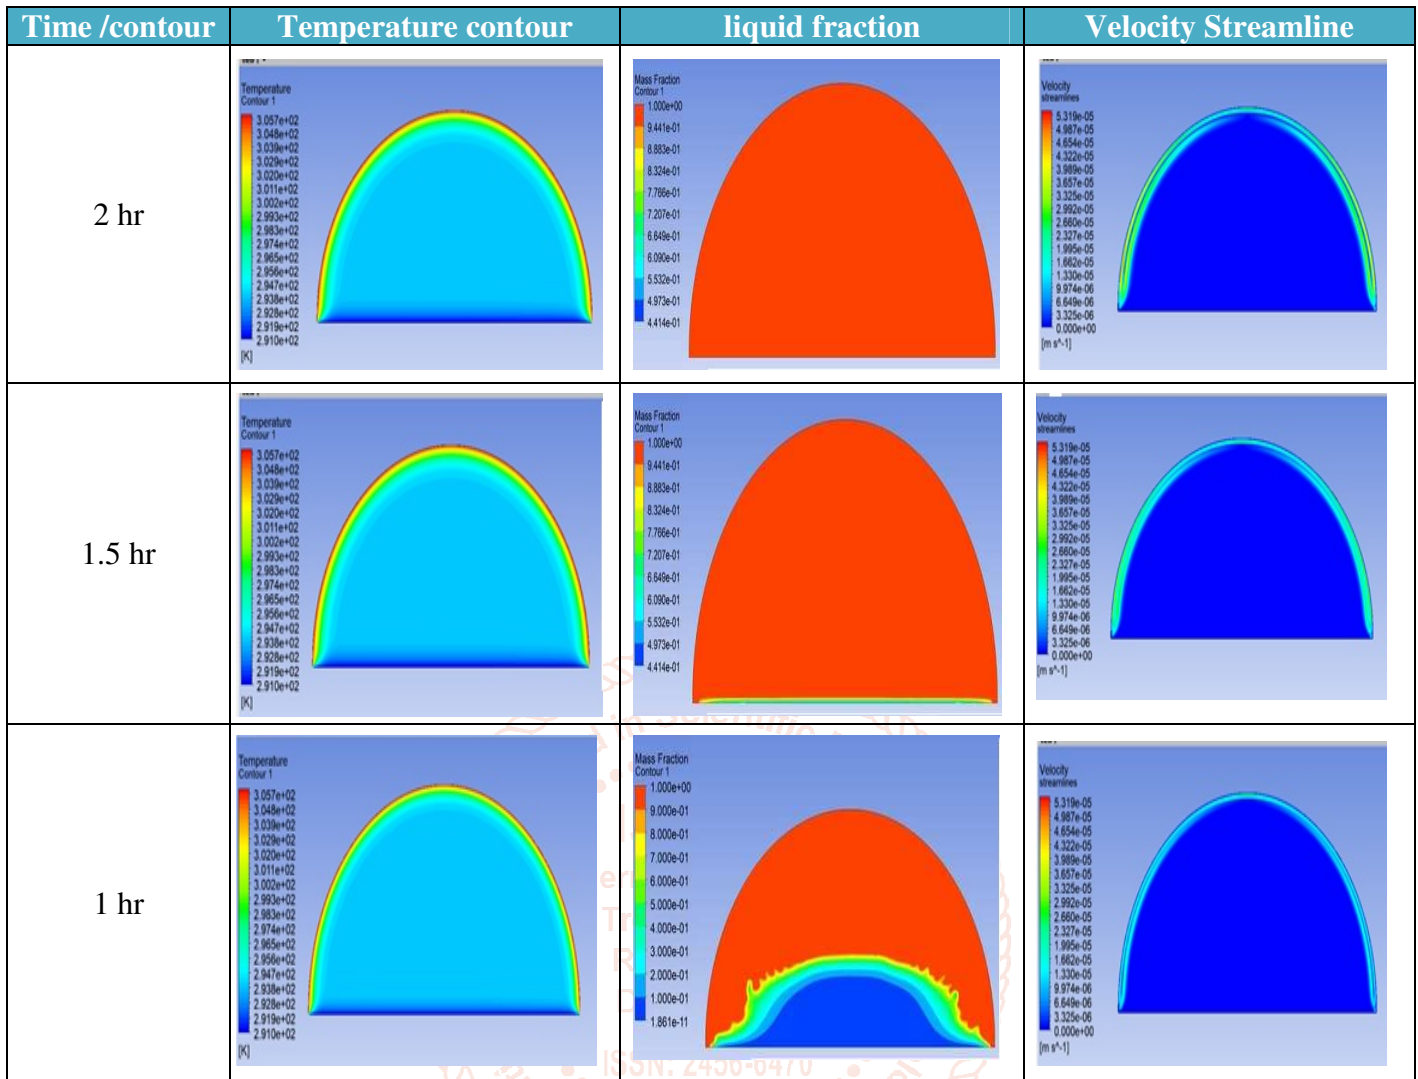 Time /contour
Temperature contour
liquid fraction
Velocity Streamline
2 hr
Temperature
Contour 1
3.057e+02
3.048e+02
3.039e+02
3.029e+02
3.020e+02
3.011e+02
3.002e+02
2.993e+02
2.983e+02
2.974e+02
2.965e+02
2.956e+02
2.947e+02
2.938e+02
2.928e+02
2.919e+02
2.910e+02
[K]
Mass Fraction
Contour 1
1.000e+00
9.441e-01
8.883e-01
8.324e-01
7.766e-01
7.207e-01
6.649e-01
6.090e-01
5.532e-01
4.973e-01
4.414e-01
Velocity
streamlines
5.319e-05
4.987e-05
4.654e-05
4.322e-05
3.989e-05
3.657e-05
3.325e-05
2.992e-05
2.660e-05
2.327e-05
1.995e-05
1.662e-05
1.330e-05
9.974e-06
6.649e-06
3.325e-06
0.000e+00
[m s^-1]
1.5 hr
Temperature
Contour 1
3.057e+02
3.048e+02
3.039e+02
3.029e+02
3.020e+02
3.011e+02
3.002e+02
2.993e+02
2.983e+02
2.974e+02
2.965e+02
2.956e+02
2.947e+02
2.938e+02
2.928e+02
2.919e+02
2.910e+02
[K]
Mass Fraction
Contour 1
1.000e+00
9.441e-01
8.883e-01
8.324e-01
7.766e-01
7.207e-01
6.649e-01
6.090e-01
5.532e-01
4.973e-01
4.414e-01
Velocity
streamlines
5.319e-05
4.987e-05
4.654e-05
4.322e-05
3.989e-05
3.657e-05
3.325e-05
2.992e-05
2.660e-05
2.327e-05
1.995e-05
1.662e-05
1.330e-05
9.974e-06
6.649e-06
3.325e-06
0.000e+00
[m s^-1]
1 hr
Temperature
Contour 1
3.057e+02
3.048e+02
3.039e+02
3.029e+02
3.020e+02
3.011e+02
3.002e+02
2.993e+02
2.983e+02
2.974e+02
2.965e+02
2.956e+02
2.947e+02
2.938e+02
2.928e+02
2.919e+02
2.910e+02
[K]
Mass Fraction
Contour 1
1.000e+00
9.000e-01
8.000e-01
7.000e-01
6.000e-01
5.000e-01
4.000e-01
3.000e-01
2.000e-01
1.000e-01
1.861e-11
Velocity
streamlines
5.319e-05
4.987e-05
4.654e-05
4.322e-05
3.989e-05
3.657e-05
3.325e-05
2.992e-05
2.660e-05
2.327e-05
1.995e-05
1.662e-05
1.330e-05
9.974e-06
6.649e-06
3.325e-06
0.000e+00
[m s^-1]
in Scientific
ISSN: 2456-6470